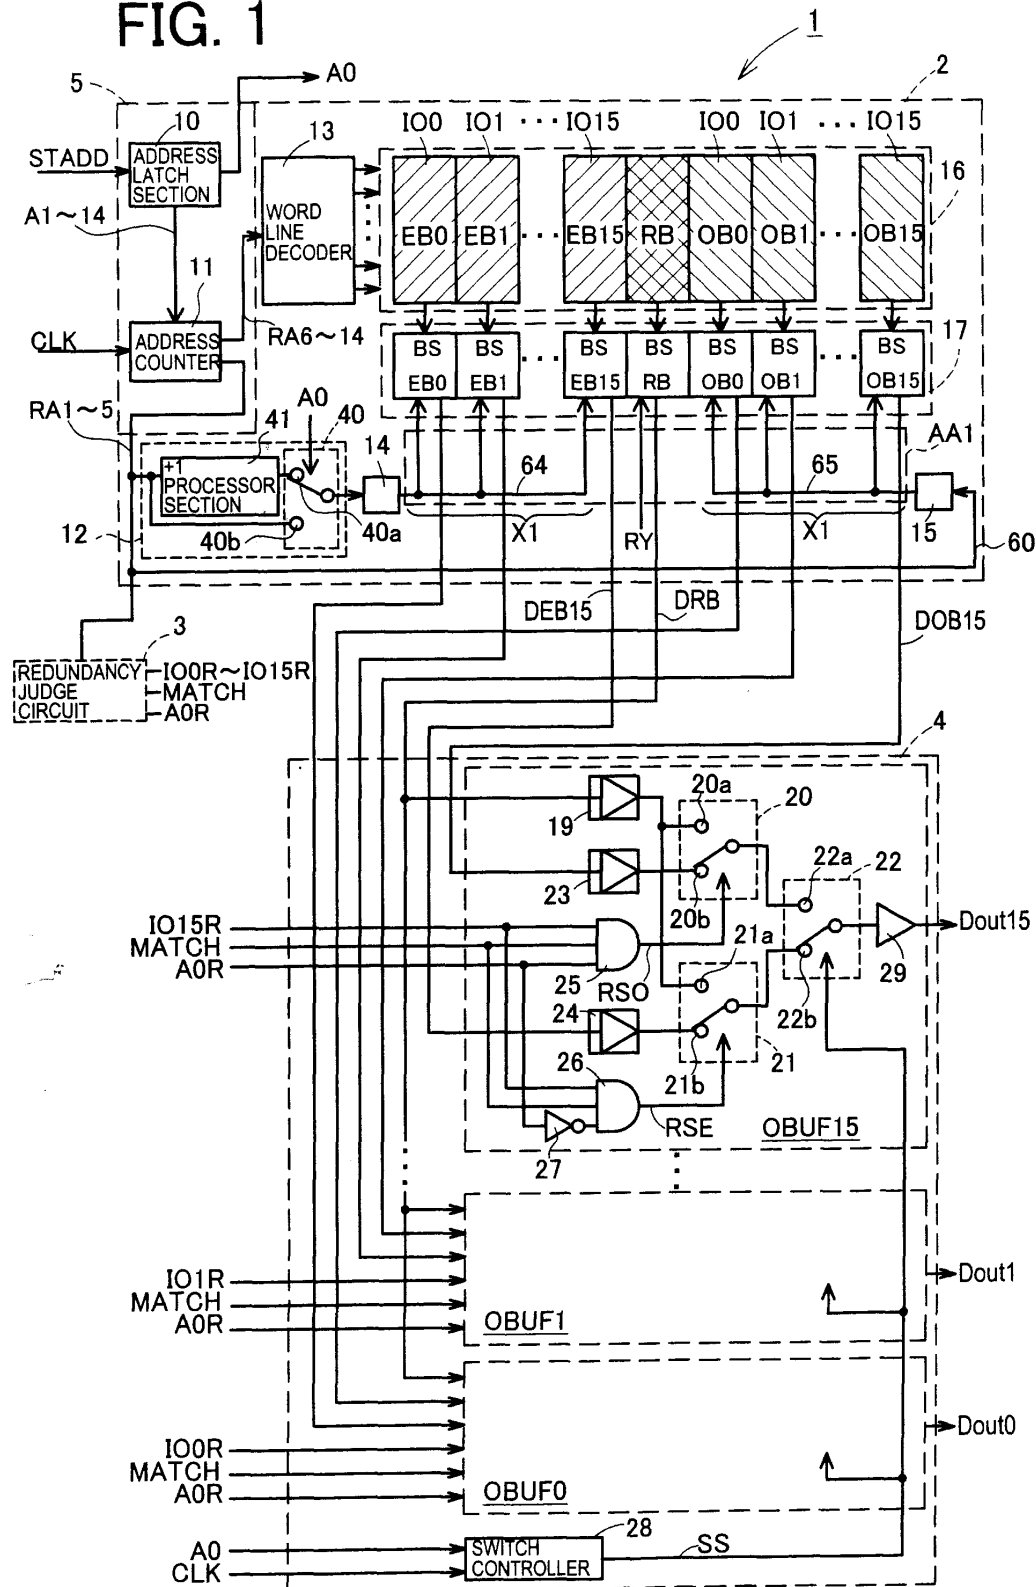 FIG. 1
1
A0
5
2
10
13
IO0 IO1 ··· IO15 IO0 IO1 ··· IO15
STADD
ADDRESS
LATCH
SECTION
16
A1~14
WORD
LINE
DECODER
EB0 EB1 ··· EB15 RB OB0 OB1 ··· OB15
11
CLK
ADDRESS
COUNTER
RA6~14
BS BS BS BS BS BS BS
17
EB0 EB1 ··· EB15 RB OB0 OB1 ··· OB15
RA1~5
A0
41
40
14
AA1
+1
PROCESSOR
SECTION
64
65
12
40b
40a
X1
RY
X1
15
60
DEB15
DRB
DOB15
3
REDUNDANCY
JUDGE
CIRCUIT
IO0R~IO15R
MATCH
A0R
4
20a
20
19
22a
22
23
20b
IO15R
MATCH
A0R
Dout15
21a
25
RSO
29
24
22b
26
21b
21
RSE
OBUF15
27
IO1R
MATCH
A0R
Dout1
OBUF1
Dout0
IO0R
MATCH
A0R
OBUF0
28
A0
CLK
SWITCH
CONTROLLER
SS